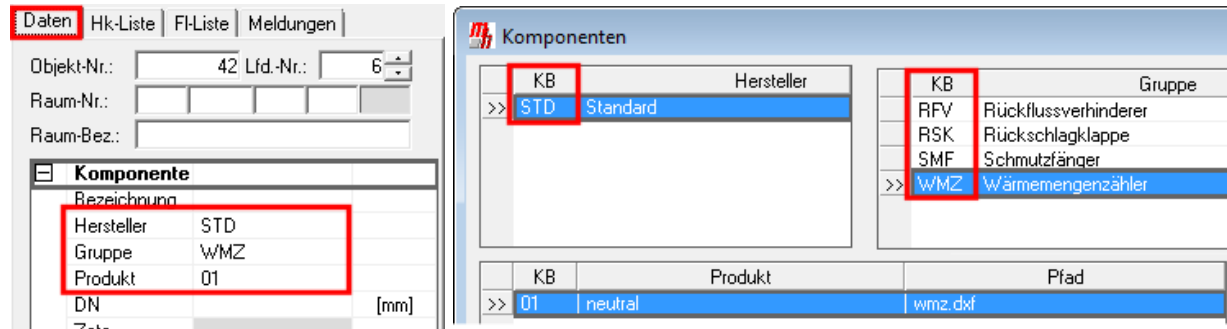 Daten Hk-Liste Fl-Liste Meldungen
Objekt-Nr.: 42 Lfd.-Nr.: 6
Raum-Nr.:
Raum-Bez.:
Komponente
Bezeichnung
Hersteller STD
Gruppe WMZ
Produkt 01
DN [mm]
Komponenten
KB Hersteller
>> STD Standard
KB Gruppe
RFV Rückflussverhinderer
RSK Rückschlagklappe
SMF Schmutzfänger
>> WMZ Wärmemengenzähler
KB Produkt Pfad
>> 01 neutral wmz.dxf